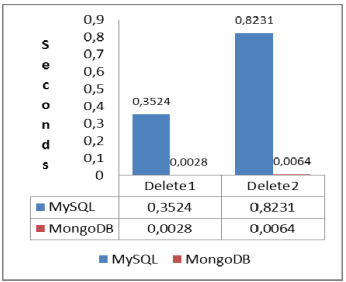 Seconds
0,9
0,8
0,7
0,6
0,5
0,4
0,3
0,2
0,1
0
0,3524
0,0028
0,8231
0,0064
Delete1 Delete2
MySQL 0,3524 0,8231
MongoDB 0,0028 0,0064
MySQL MongoDB